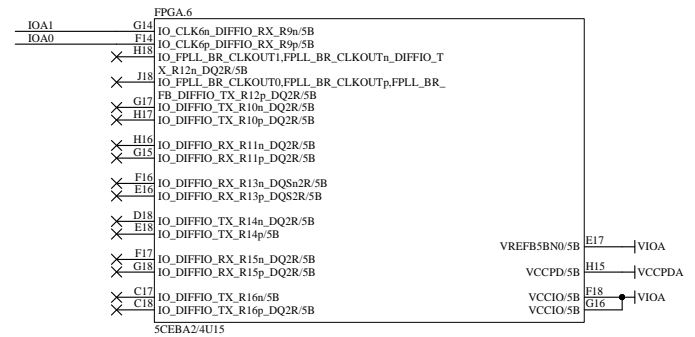 FPGA.6
IOA1 G14 IO_CLK6n_DIFFIO_RX_R9n/5B
IOA0 F14 IO_CLK6p_DIFFIO_RX_R9p/5B
H18 IO_FPLL_BR_CLKOUT1,FPLL_BR_CLKOUTn_DIFFIO_T
X_R12n_DQ2R/5B
J18 IO_FPLL_BR_CLKOUT0,FPLL_BR_CLKOUTp,FPLL_BR_
FB_DIFFIO_TX_R12p_DQ2R/5B
G17 IO_DIFFIO_TX_R10n_DQ2R/5B
H17 IO_DIFFIO_TX_R10p_DQ2R/5B
H16 IO_DIFFIO_RX_R11n_DQ2R/5B
G15 IO_DIFFIO_RX_R11p_DQ2R/5B
F16 IO_DIFFIO_RX_R13n_DQSn2R/5B
E16 IO_DIFFIO_RX_R13p_DQS2R/5B
D18 IO_DIFFIO_TX_R14n_DQ2R/5B
E18 IO_DIFFIO_TX_R14p/5B
VREFB5BN0/5B E17 VIOA
F17 IO_DIFFIO_RX_R15n_DQ2R/5B
G18 IO_DIFFIO_RX_R15p_DQ2R/5B
VCCPD/5B H15 VCCPDA
C17 IO_DIFFIO_TX_R16n/5B
VCCIO/5B F18 VIOA
C18 IO_DIFFIO_TX_R16p_DQ2R/5B
VCCIO/5B G16
5CEBA2/4U15